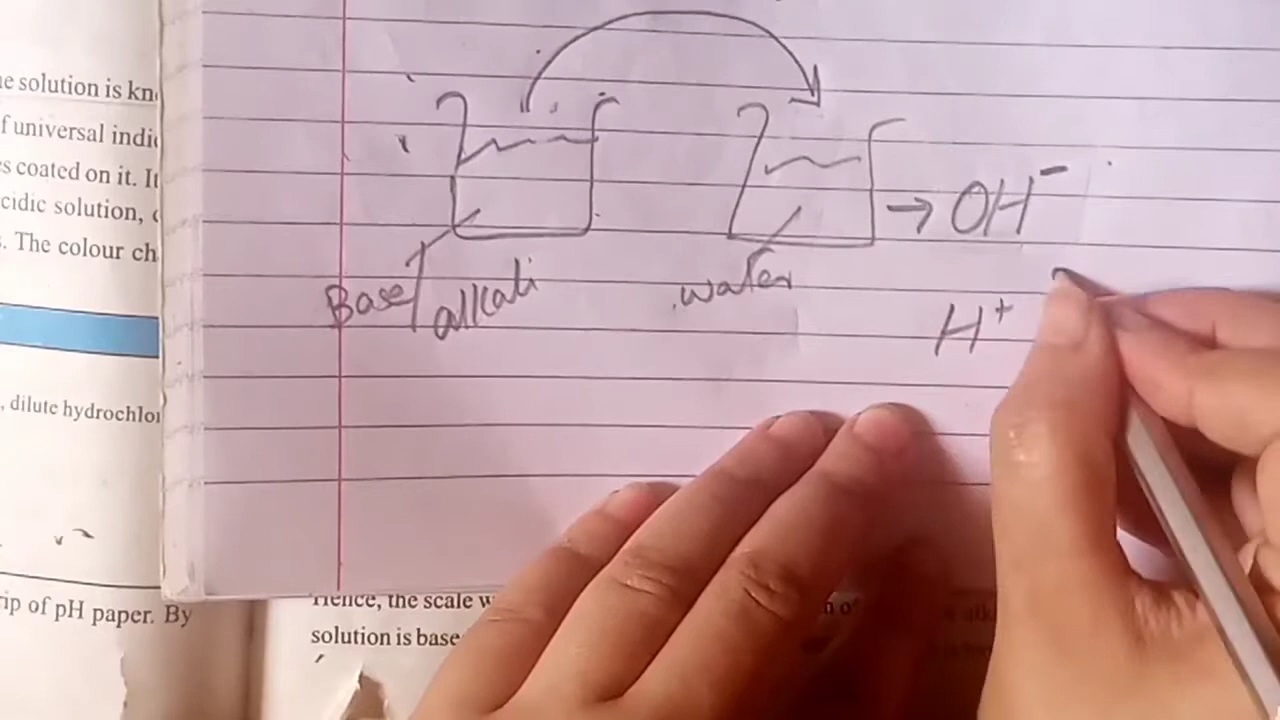 e solution is kn
f universal indi
s coated on it. It
cidic solution,
. The colour ch
, dilute hydrochlor
ip of pH paper. By
Base/alkali
water
→ OH⁻
H⁺
Hence, the scale w
solution is base